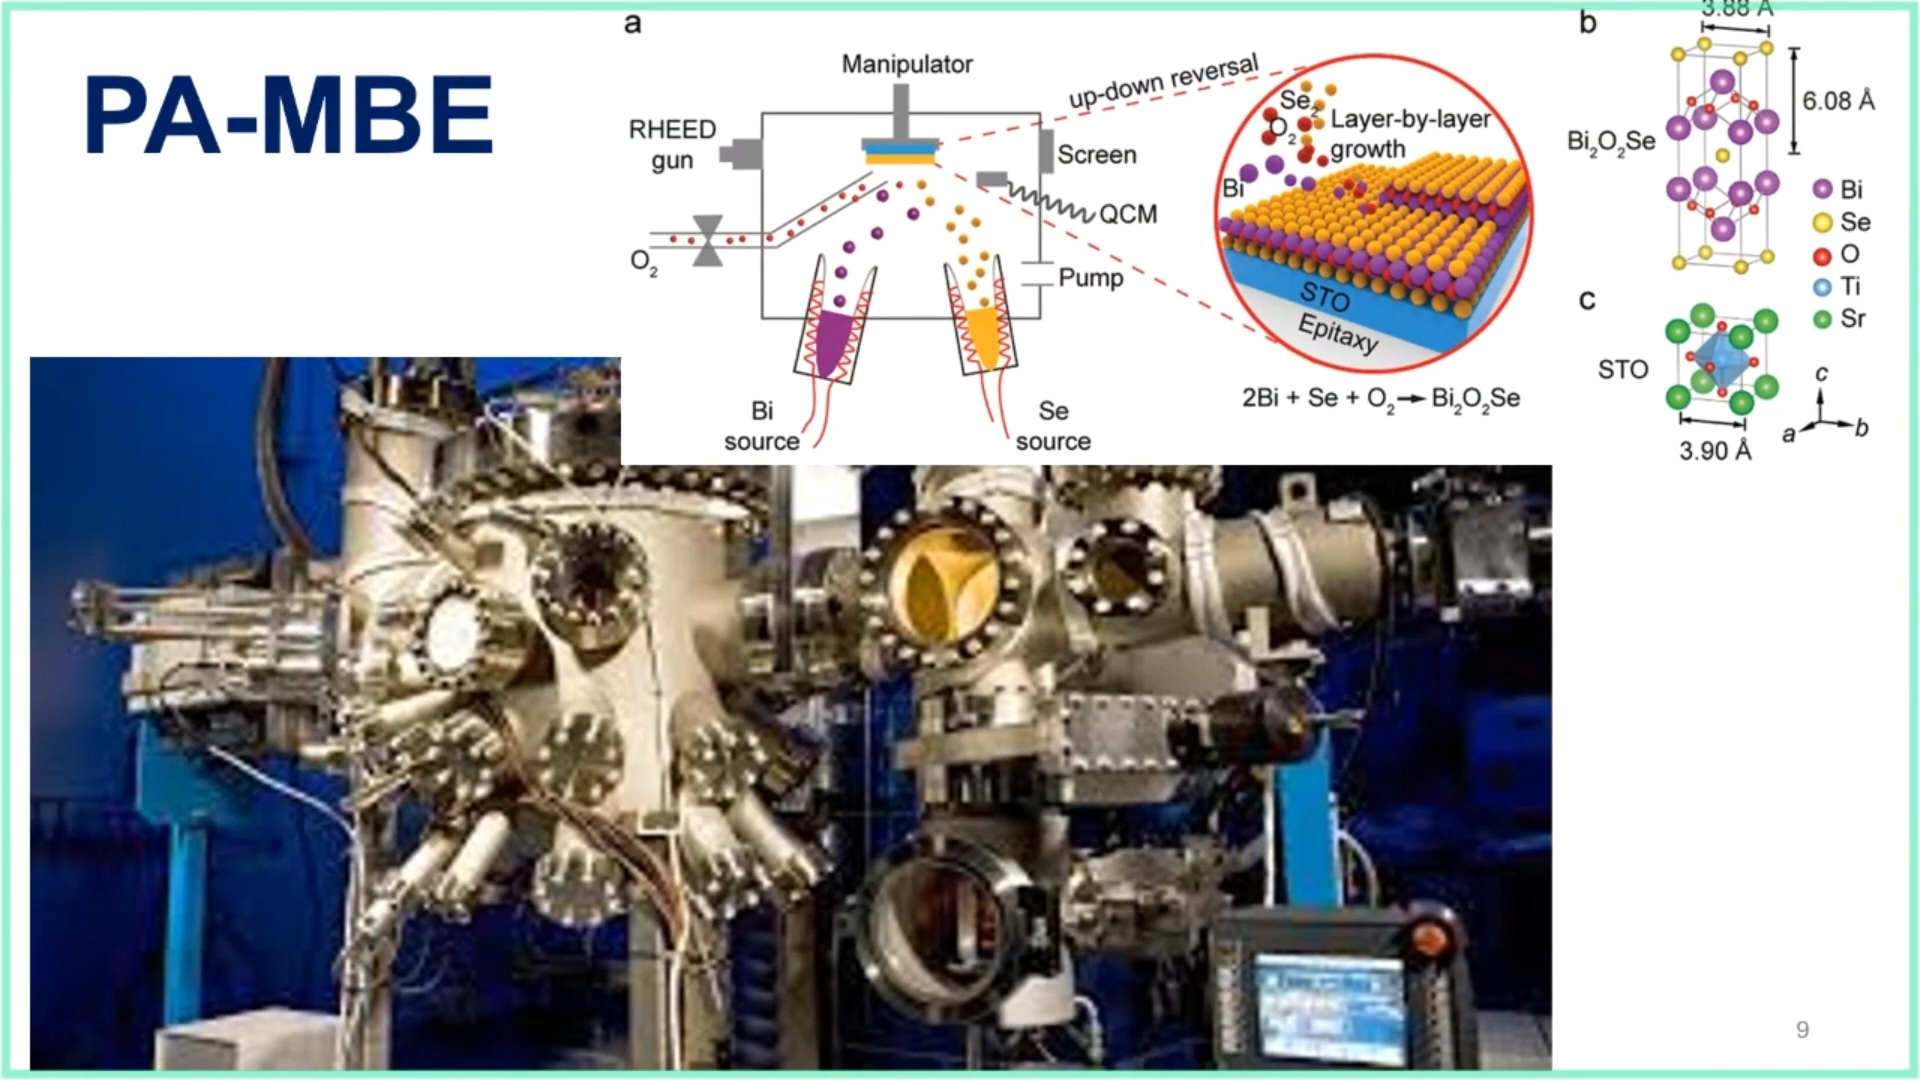 PA-MBE
a
Manipulator
RHEED
gun
Screen
QCM
O2
Pump
Bi
source
Se
source
up-down reversal
Se2
O2
Layer-by-layer
growth
Bi
STO
Epitaxy
2Bi + Se + O2 → Bi2O2Se
b
3.88 Å
6.08 Å
Bi2O2Se
Bi
Se
O
Ti
Sr
c
STO
3.90 Å
c
a
b
9